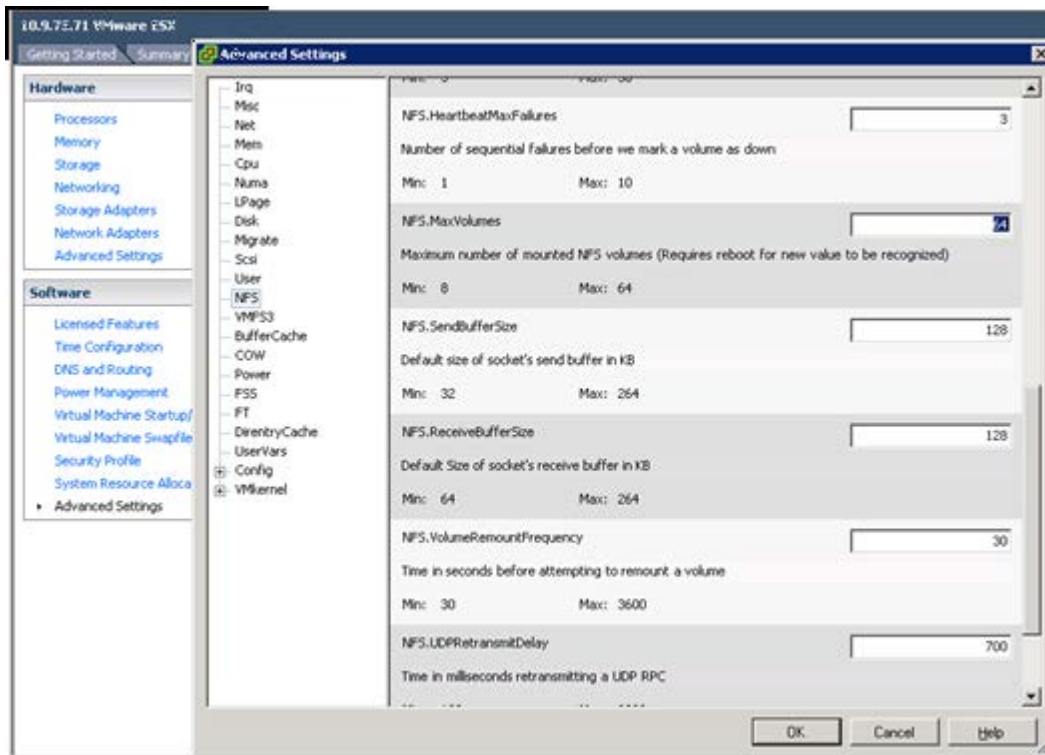 10.9.75.71 VMware ESX
Getting Started Summary
Advanced Settings
Hardware
Processors
Memory
Storage
Networking
Storage Adapters
Network Adapters
Advanced Settings
Software
Licensed Features
Time Configuration
DNS and Routing
Power Management
Virtual Machine Startup/
Virtual Machine Swapfile
Security Profile
System Resource Alloca
Advanced Settings
Irq
Misc
Net
Mem
Cpu
Numa
LPage
Disk
Migrate
Scsi
User
NFS
VMFS3
BufferCache
COW
Power
FSS
FT
DirentryCache
UserVars
Config
VMkernel
NFS.HeartbeatMaxFailures 3
Number of sequential failures before we mark a volume as down
Min: 1 Max: 10
NFS.MaxVolumes 64
Maximum number of mounted NFS volumes (Requires reboot for new value to be recognized)
Min: 8 Max: 64
NFS.SendBufferSize 128
Default size of socket's send buffer in KB
Min: 32 Max: 264
NFS.ReceiveBufferSize 128
Default Size of socket's receive buffer in KB
Min: 64 Max: 264
NFS.VolumeRemountFrequency 30
Time in seconds before attempting to remount a volume
Min: 30 Max: 3600
NFS.UDPRetransmitDelay 700
Time in milliseconds retransmitting a UDP RPC
OK Cancel Help